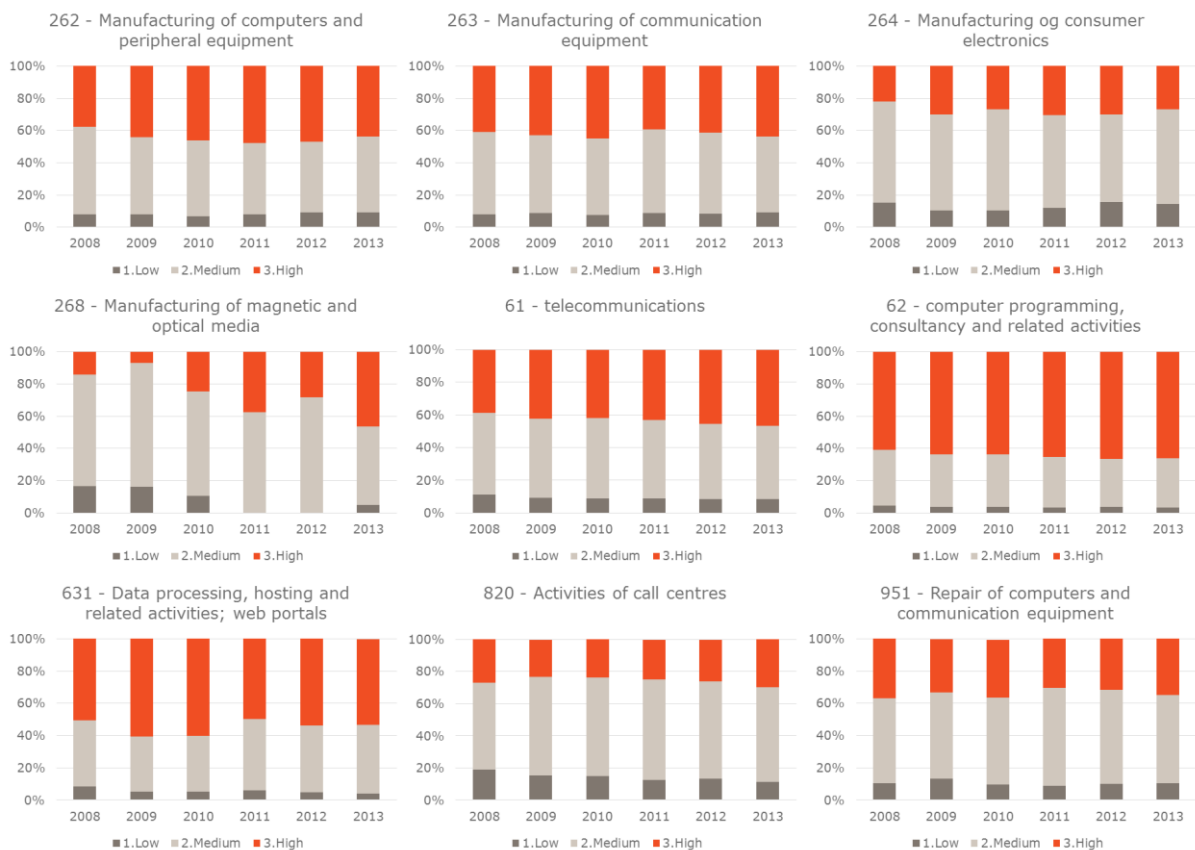 262 - Manufacturing of computers and
peripheral equipment
100%
80%
60%
40%
20%
0%
2008 2009 2010 2011 2012 2013
1.Low 2.Medium 3.High
263 - Manufacturing of communication
equipment
100%
80%
60%
40%
20%
0%
2008 2009 2010 2011 2012 2013
1.Low 2.Medium 3.High
264 - Manufacturing og consumer
electronics
100%
80%
60%
40%
20%
0%
2008 2009 2010 2011 2012 2013
1.Low 2.Medium 3.High
268 - Manufacturing of magnetic and
optical media
100%
80%
60%
40%
20%
0%
2008 2009 2010 2011 2012 2013
1.Low 2.Medium 3.High
61 - telecommunications
100%
80%
60%
40%
20%
0%
2008 2009 2010 2011 2012 2013
1.Low 2.Medium 3.High
62 - computer programming,
consultancy and related activities
100%
80%
60%
40%
20%
0%
2008 2009 2010 2011 2012 2013
1.Low 2.Medium 3.High
631 - Data processing, hosting and
related activities; web portals
100%
80%
60%
40%
20%
0%
2008 2009 2010 2011 2012 2013
1.Low 2.Medium 3.High
820 - Activities of call centres
100%
80%
60%
40%
20%
0%
2008 2009 2010 2011 2012 2013
1.Low 2.Medium 3.High
951 - Repair of computers and
communication equipment
100%
80%
60%
40%
20%
0%
2008 2009 2010 2011 2012 2013
1.Low 2.Medium 3.High